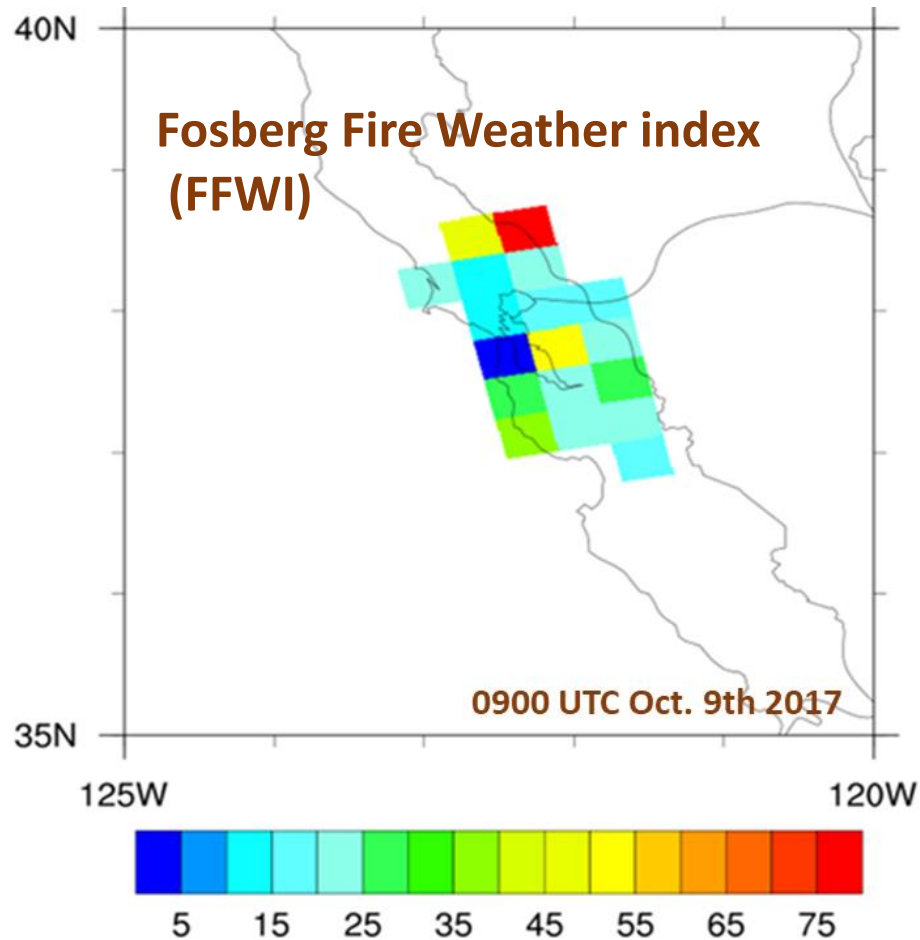 40N
Fosberg Fire Weather index
(FFWI)
0900 UTC Oct. 9th 2017
35N
125W 120W
5 15 25 35 45 55 65 75